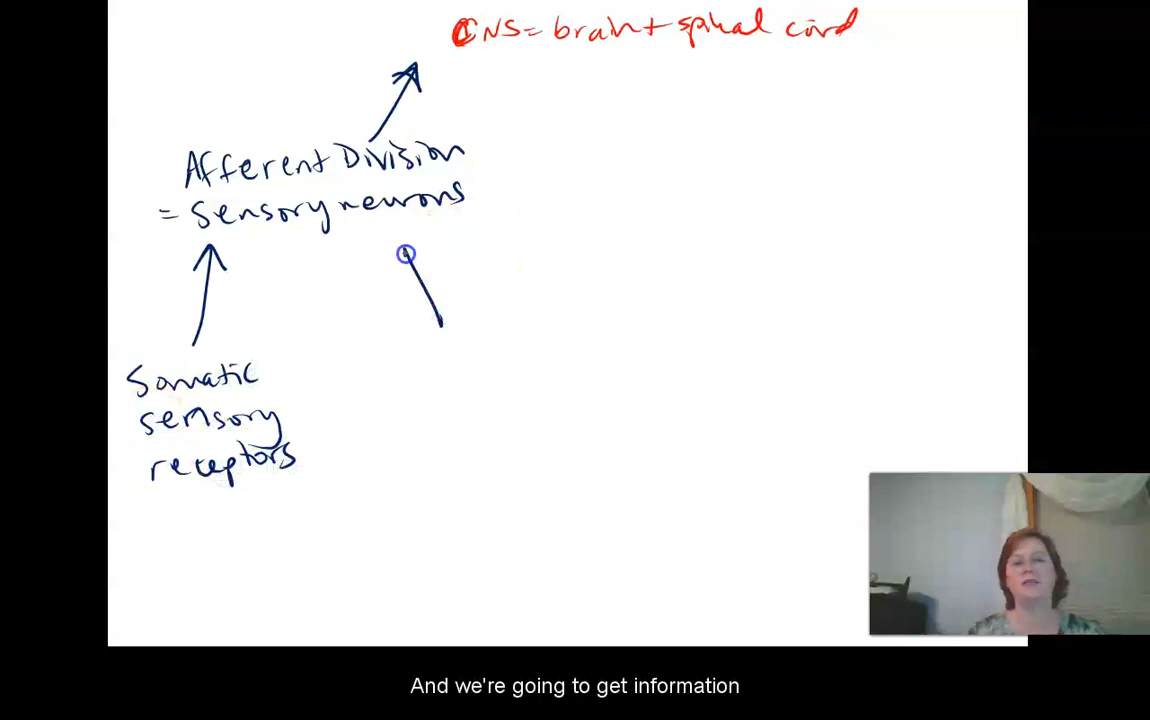 CNS = brain + spinal cord
Afferent Division
= sensory neurons
Somatic
sensory
receptors
And we're going to get information